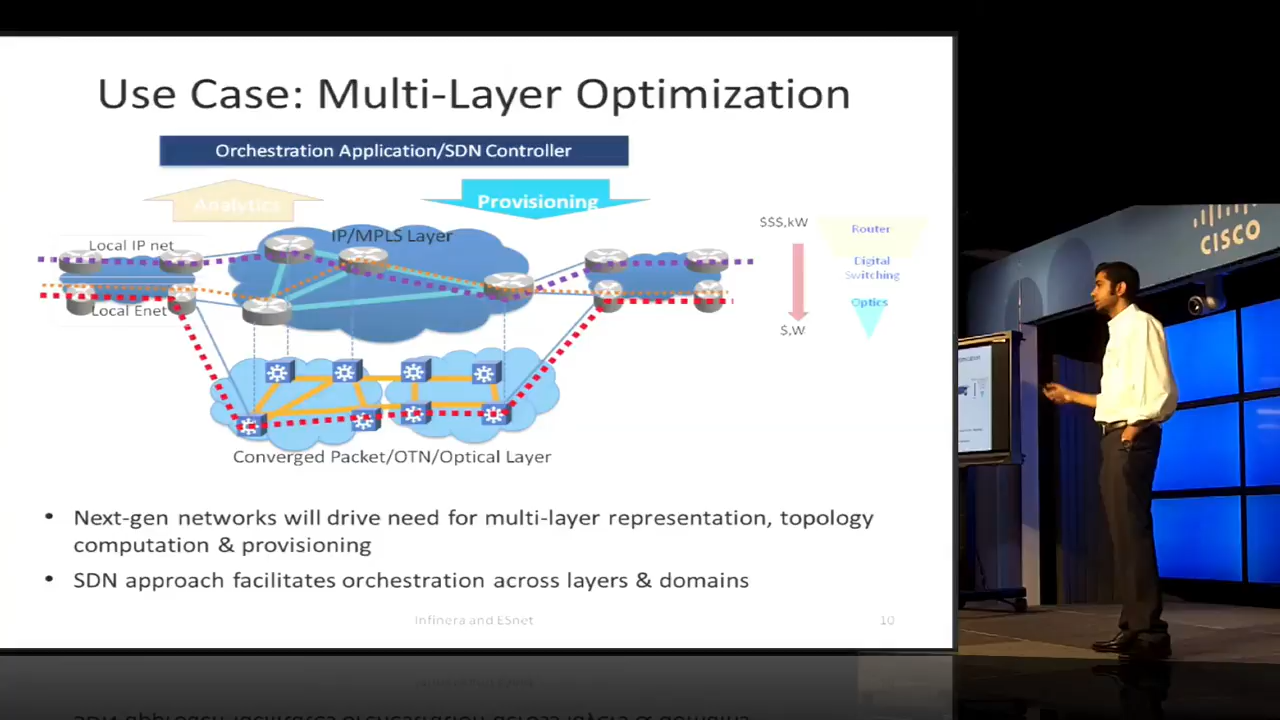 Use Case: Multi-Layer Optimization
Orchestration Application/SDN Controller
Analytics
Provisioning
IP/MPLS Layer
Local IP net
Local Enet
$$$,kW
Router
Digital
Switching
Optics
$,W
Converged Packet/OTN/Optical Layer
• Next-gen networks will drive need for multi-layer representation, topology
computation & provisioning
• SDN approach facilitates orchestration across layers & domains
Infinera and ESnet
10
CISCO